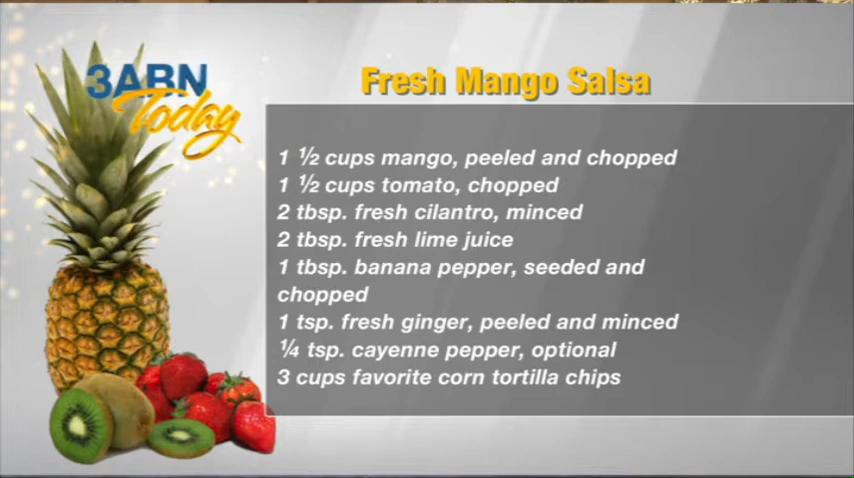 3ABN
Today
Fresh Mango Salsa
1 ½ cups mango, peeled and chopped
1 ½ cups tomato, chopped
2 tbsp. fresh cilantro, minced
2 tbsp. fresh lime juice
1 tbsp. banana pepper, seeded and
chopped
1 tsp. fresh ginger, peeled and minced
¼ tsp. cayenne pepper, optional
3 cups favorite corn tortilla chips